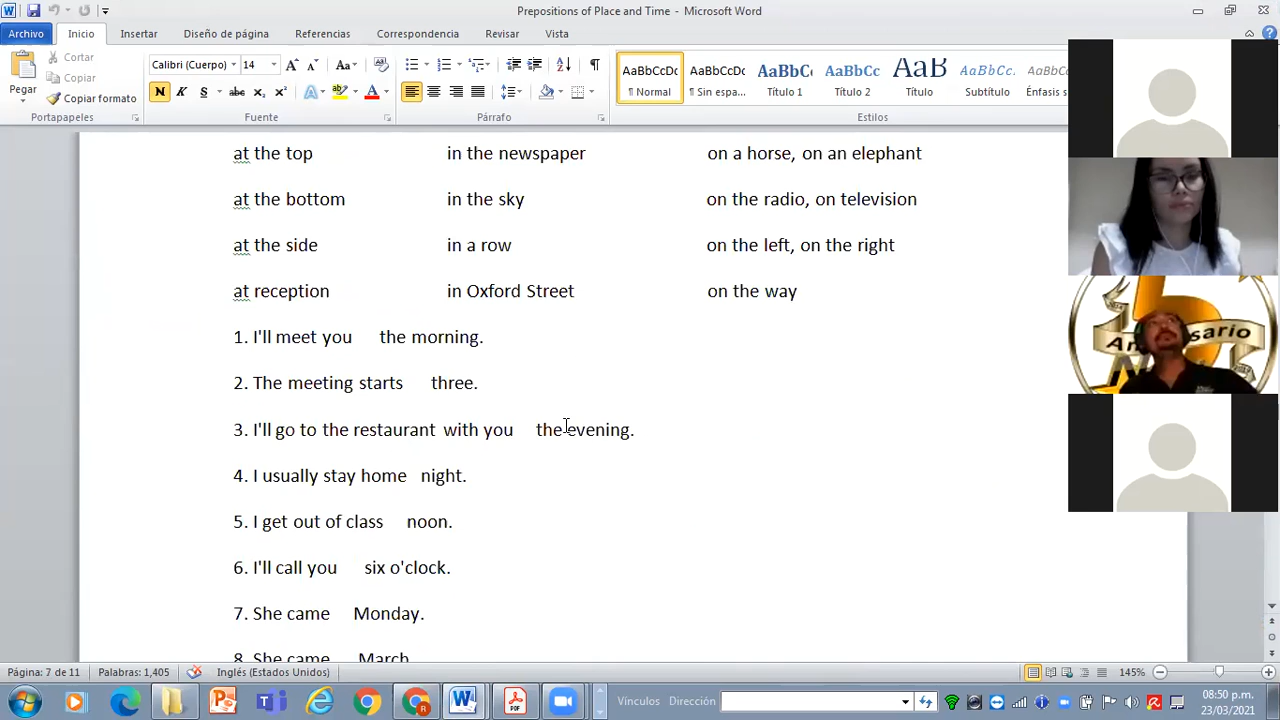 Prepositions of Place and Time - Microsoft Word
Archivo Inicio Insertar Diseño de página Referencias Correspondencia Revisar Vista
Cortar
Copiar
Copiar formato
Pegar
Portapapeles
Calibri (Cuerpo) 14
Fuente
Párrafo
AaBbCcDc AaBbCcDc AaBbC AaBbCc AaB AaBbCcD AaBbCcD
¶ Normal ¶ Sin espa... Título 1 Título 2 Título Subtítulo Énfasis s
Estilos
at the top in the newspaper on a horse, on an elephant
at the bottom in the sky on the radio, on television
at the side in a row on the left, on the right
at reception in Oxford Street on the way
1. I'll meet you the morning.
2. The meeting starts three.
3. I'll go to the restaurant with you the evening.
4. I usually stay home night.
5. I get out of class noon.
6. I'll call you six o'clock.
7. She came Monday.
8. She came March
Aniversario
Página: 7 de 11 Palabras: 1,405 Inglés (Estados Unidos) 145%
Vínculos Dirección
08:50 p.m.
23/03/2021